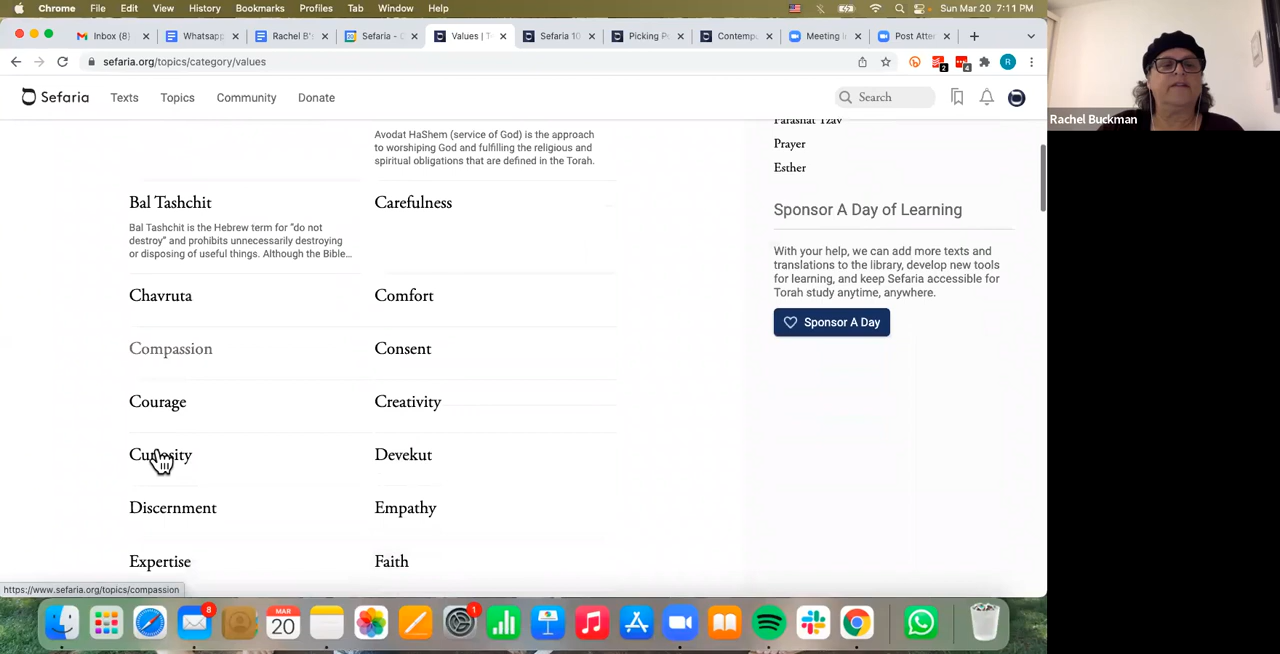 Chrome File Edit View History Bookmarks Profiles Tab Window Help Sun Mar 20 7:11 PM
Inbox (8) Whatsapp Rachel B's Sefaria - C Values | T Sefaria 10 Picking P Contemp Meeting i Post Atte
sefaria.org/topics/category/values 2 4 R
Sefaria Texts Topics Community Donate Search
Rachel Buckman
Parashat Tzav
Prayer
Esther
Avodat HaShem (service of God) is the approach
to worshiping God and fulfilling the religious and
spiritual obligations that are defined in the Torah.
Bal Tashchit Carefulness
Bal Tashchit is the Hebrew term for “do not
destroy” and prohibits unnecessarily destroying
or disposing of useful things. Although the Bible...
Chavruta Comfort
Compassion Consent
Courage Creativity
Curiosity Devekut
Discernment Empathy
Expertise Faith
Sponsor A Day of Learning
With your help, we can add more texts and
translations to the library, develop new tools
for learning, and keep Sefaria accessible for
Torah study anytime, anywhere.
Sponsor A Day
https://www.sefaria.org/topics/compassion
8 MAR 20 1